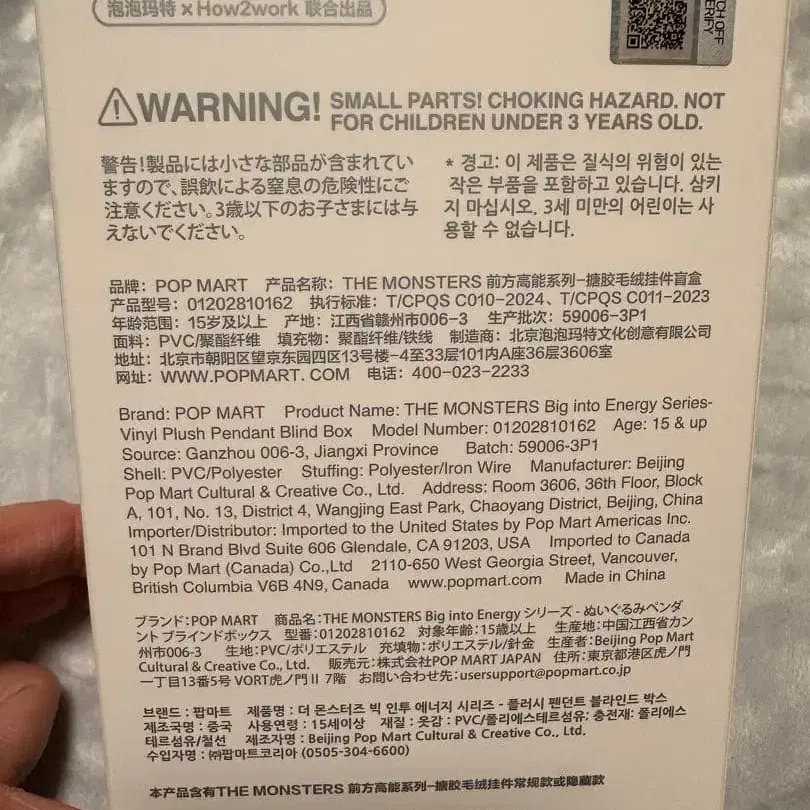 泡泡玛特×How2work 联合出品
TCH OFF
VERIFY
WARNING! SMALL PARTS! CHOKING HAZARD. NOT
FOR CHILDREN UNDER 3 YEARS OLD.
警告!製品には小さな部品が含まれてい
ますので、誤飲による窒息の危険性にご
注意ください。3歳以下のお子さまには与
えないでください。
* 경고: 이 제품은 질식의 위험이 있는
작은 부품을 포함하고 있습니다. 삼키
지 마십시오. 3세 미만의 어린이는 사
용할 수 없습니다.
品牌: POP MART 产品名称: THE MONSTERS 前方高能系列-搪胶毛绒挂件盲盒
产品型号: 01202810162 执行标准: T/CPQS C010-2024、T/CPQS C011-2023
年龄范围: 15岁及以上 产地: 江西省赣州市006-3 生产批次: 59006-3P1
面料: PVC/聚酯纤维 填充物: 聚酯纤维/铁线 制造商: 北京泡泡玛特文化创意有限公司
地址: 北京市朝阳区望京东园四区13号楼-4至33层101内A座36层3606室
网址: WWW.POPMART.COM 电话: 400-023-2233
Brand: POP MART Product Name: THE MONSTERS Big into Energy Series-
Vinyl Plush Pendant Blind Box Model Number: 01202810162 Age: 15 & up
Source: Ganzhou 006-3, Jiangxi Province Batch: 59006-3P1
Shell: PVC/Polyester Stuffing: Polyester/Iron Wire Manufacturer: Beijing
Pop Mart Cultural & Creative Co., Ltd. Address: Room 3606, 36th Floor, Block
A, 101, No. 13, District 4, Wangjing East Park, Chaoyang District, Beijing, China
Importer/Distributor: Imported to the United States by Pop Mart Americas Inc.
101 N Brand Blvd Suite 606 Glendale, CA 91203, USA Imported to Canada
by Pop Mart (Canada) Co.,Ltd 2110-650 West Georgia Street, Vancouver,
British Columbia V6B 4N9, Canada www.popmart.com Made in China
ブランド:POP MART 商品名:THE MONSTERS Big into Energy シリーズ - ぬいぐるみペンダ
ント ブラインドボックス 型番:01202810162 対象年齢:15歳以上 生産地:中国江西省カン
州市006-3 生地:PVC/ポリエステル 充填物:ポリエステル/針金 生産者:Beijing Pop Mart
Cultural & Creative Co., Ltd. 販売元:株式会社POP MART JAPAN 住所:東京都港区虎ノ門
一丁目13番5号 VORT虎ノ門Ⅱ 7階 お問い合わせ先:usersupport@popmart.co.jp
브랜드 : 팝마트 제품명 : 더 몬스터즈 빅 인투 에너지 시리즈 - 플러시 팬던트 블라인드 박스
제조국명 : 중국 사용연령 : 15세이상 재질 : 옷감 : PVC/폴리에스테르섬유: 충전재: 폴리에스
테르섬유/철선 제조자명 : Beijing Pop Mart Cultural & Creative Co., Ltd.
수입자명 : ㈜팝마트코리아 (0505-304-6600)
本产品含有THE MONSTERS 前方高能系列-搪胶毛绒挂件常规款或隐藏款